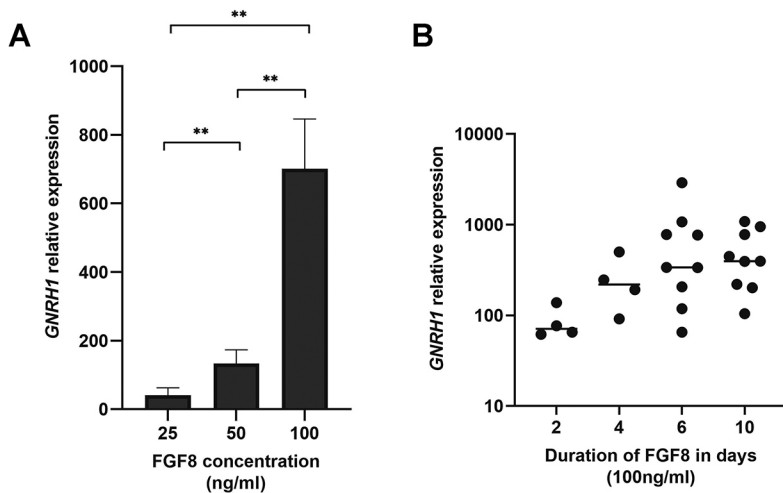 A
**
**
**
1000
800
600
400
200
0
GNRH1 relative expression
25 50 100
FGF8 concentration
(ng/ml)
B
10000
1000
100
10
GNRH1 relative expression
2 4 6 10
Duration of FGF8 in days
(100ng/ml)